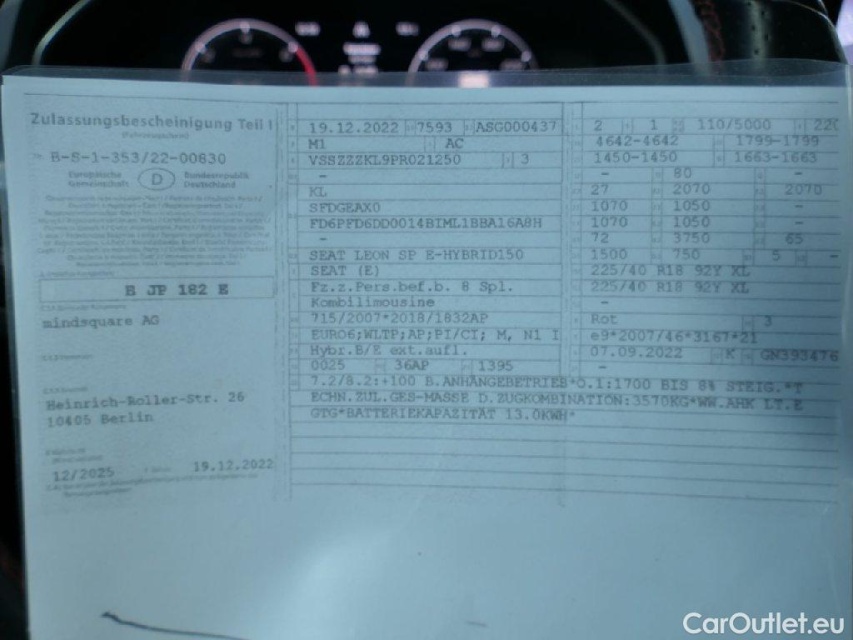 Zulassungsbescheinigung Teil I
(Fahrzeugschein)
B-S-1-353/22-00830
Europäische Gemeinschaft
D
Bundesrepublik Deutschland
B JP 182 E
mindsquare AG
Heinrich-Roller-Str. 26
10405 Berlin
12/2025
19.12.2022
19.12.2022 7593 ASG000437
M1 AC
VSSZZZKL9PR021250 3
-
KL
SFDGEAX0
FD6PFD6DD0014BIML1BBA16A8H
-
SEAT LEON SP E-HYBRID150
SEAT (E)
Fz.z.Pers.bef.b. 8 Spl.
Kombilimousine
715/2007*2018/1832AP
EURO6;WLTP;AP;PI/CI; M, N1 I
Hybr.B/E ext.aufl.
0025 36AP 1395
2 1 110/5000
4642-4642 1799-1799
1450-1450 1663-1663
- 80 -
27 2070 2070
1070 1050 -
1070 1050 -
72 3750 65
1500 750 5 -
225/40 R18 92Y XL
225/40 R18 92Y XL
-
Rot 3
e9*2007/46*3167*21
07.09.2022 K GN393476
7.2/8.2:+100 B.ANHÄNGEBETRIEB*O.1:1700 BIS 8% STEIG.*T
ECHN.ZUL.GES-MASSE D.ZUGKOMBINATION:3570KG*WW.AHK LT.E
GTG*BATTERIEKAPAZITÄT 13.0KWH*
CarOutlet.eu